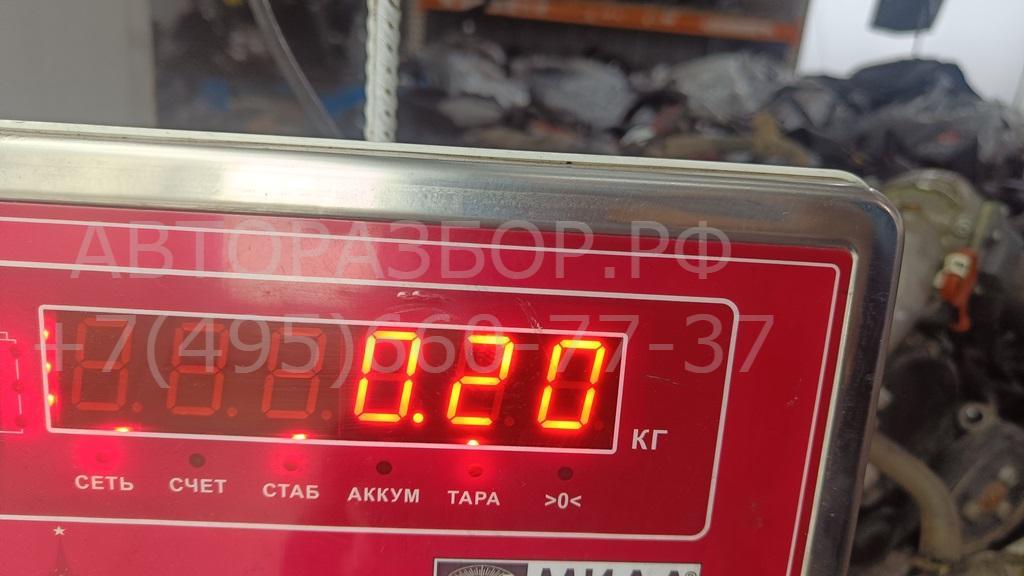 АВТОРАЗБОР.РФ
+7(495)660-77-37
0.20 КГ
СЕТЬ СЧЕТ СТАБ АККУМ ТАРА >0<